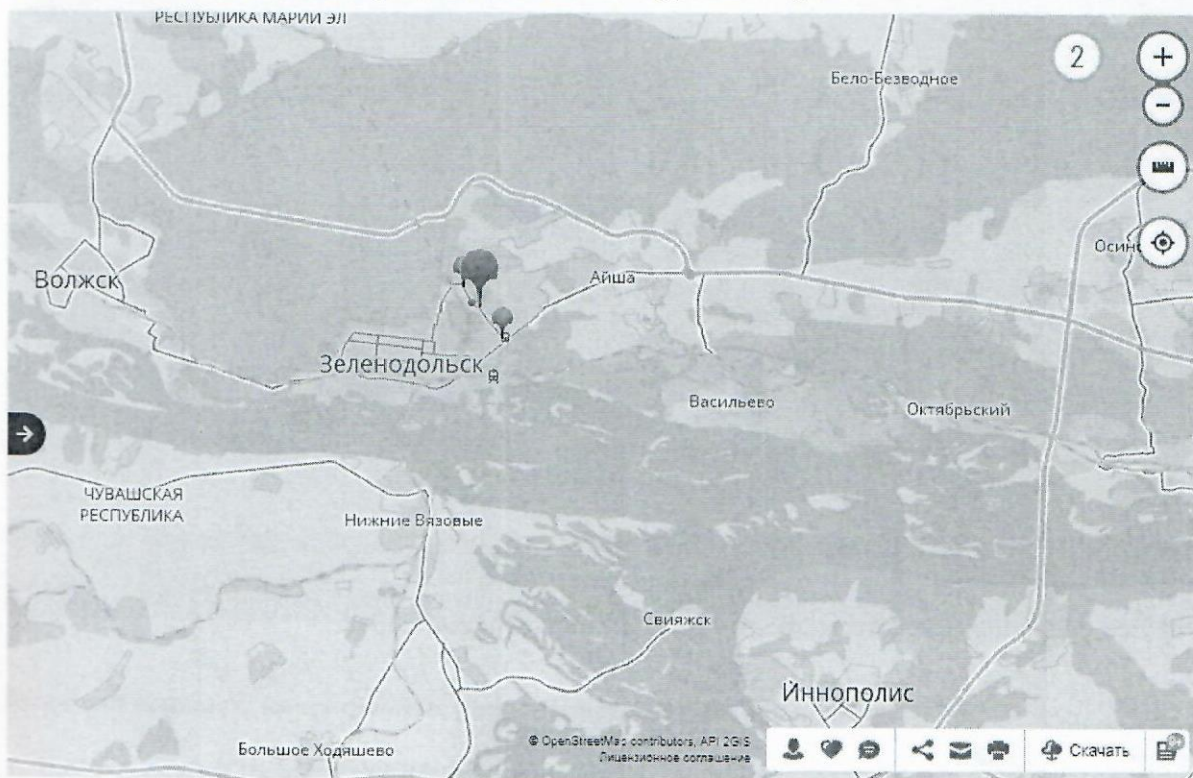 РЕСПУБЛИКА МАРИЙ ЭЛ
2
Бело-Безводное
Волжск
Айша
Зеленодольск
Васильево
Октябрьский
ЧУВАШСКАЯ
РЕСПУБЛИКА
Нижние Вязовые
Свияжск
Иннополис
Большое Ходяшево
© OpenStreetMap contributors, API 2GIS
Лицензионное соглашение
Скачать